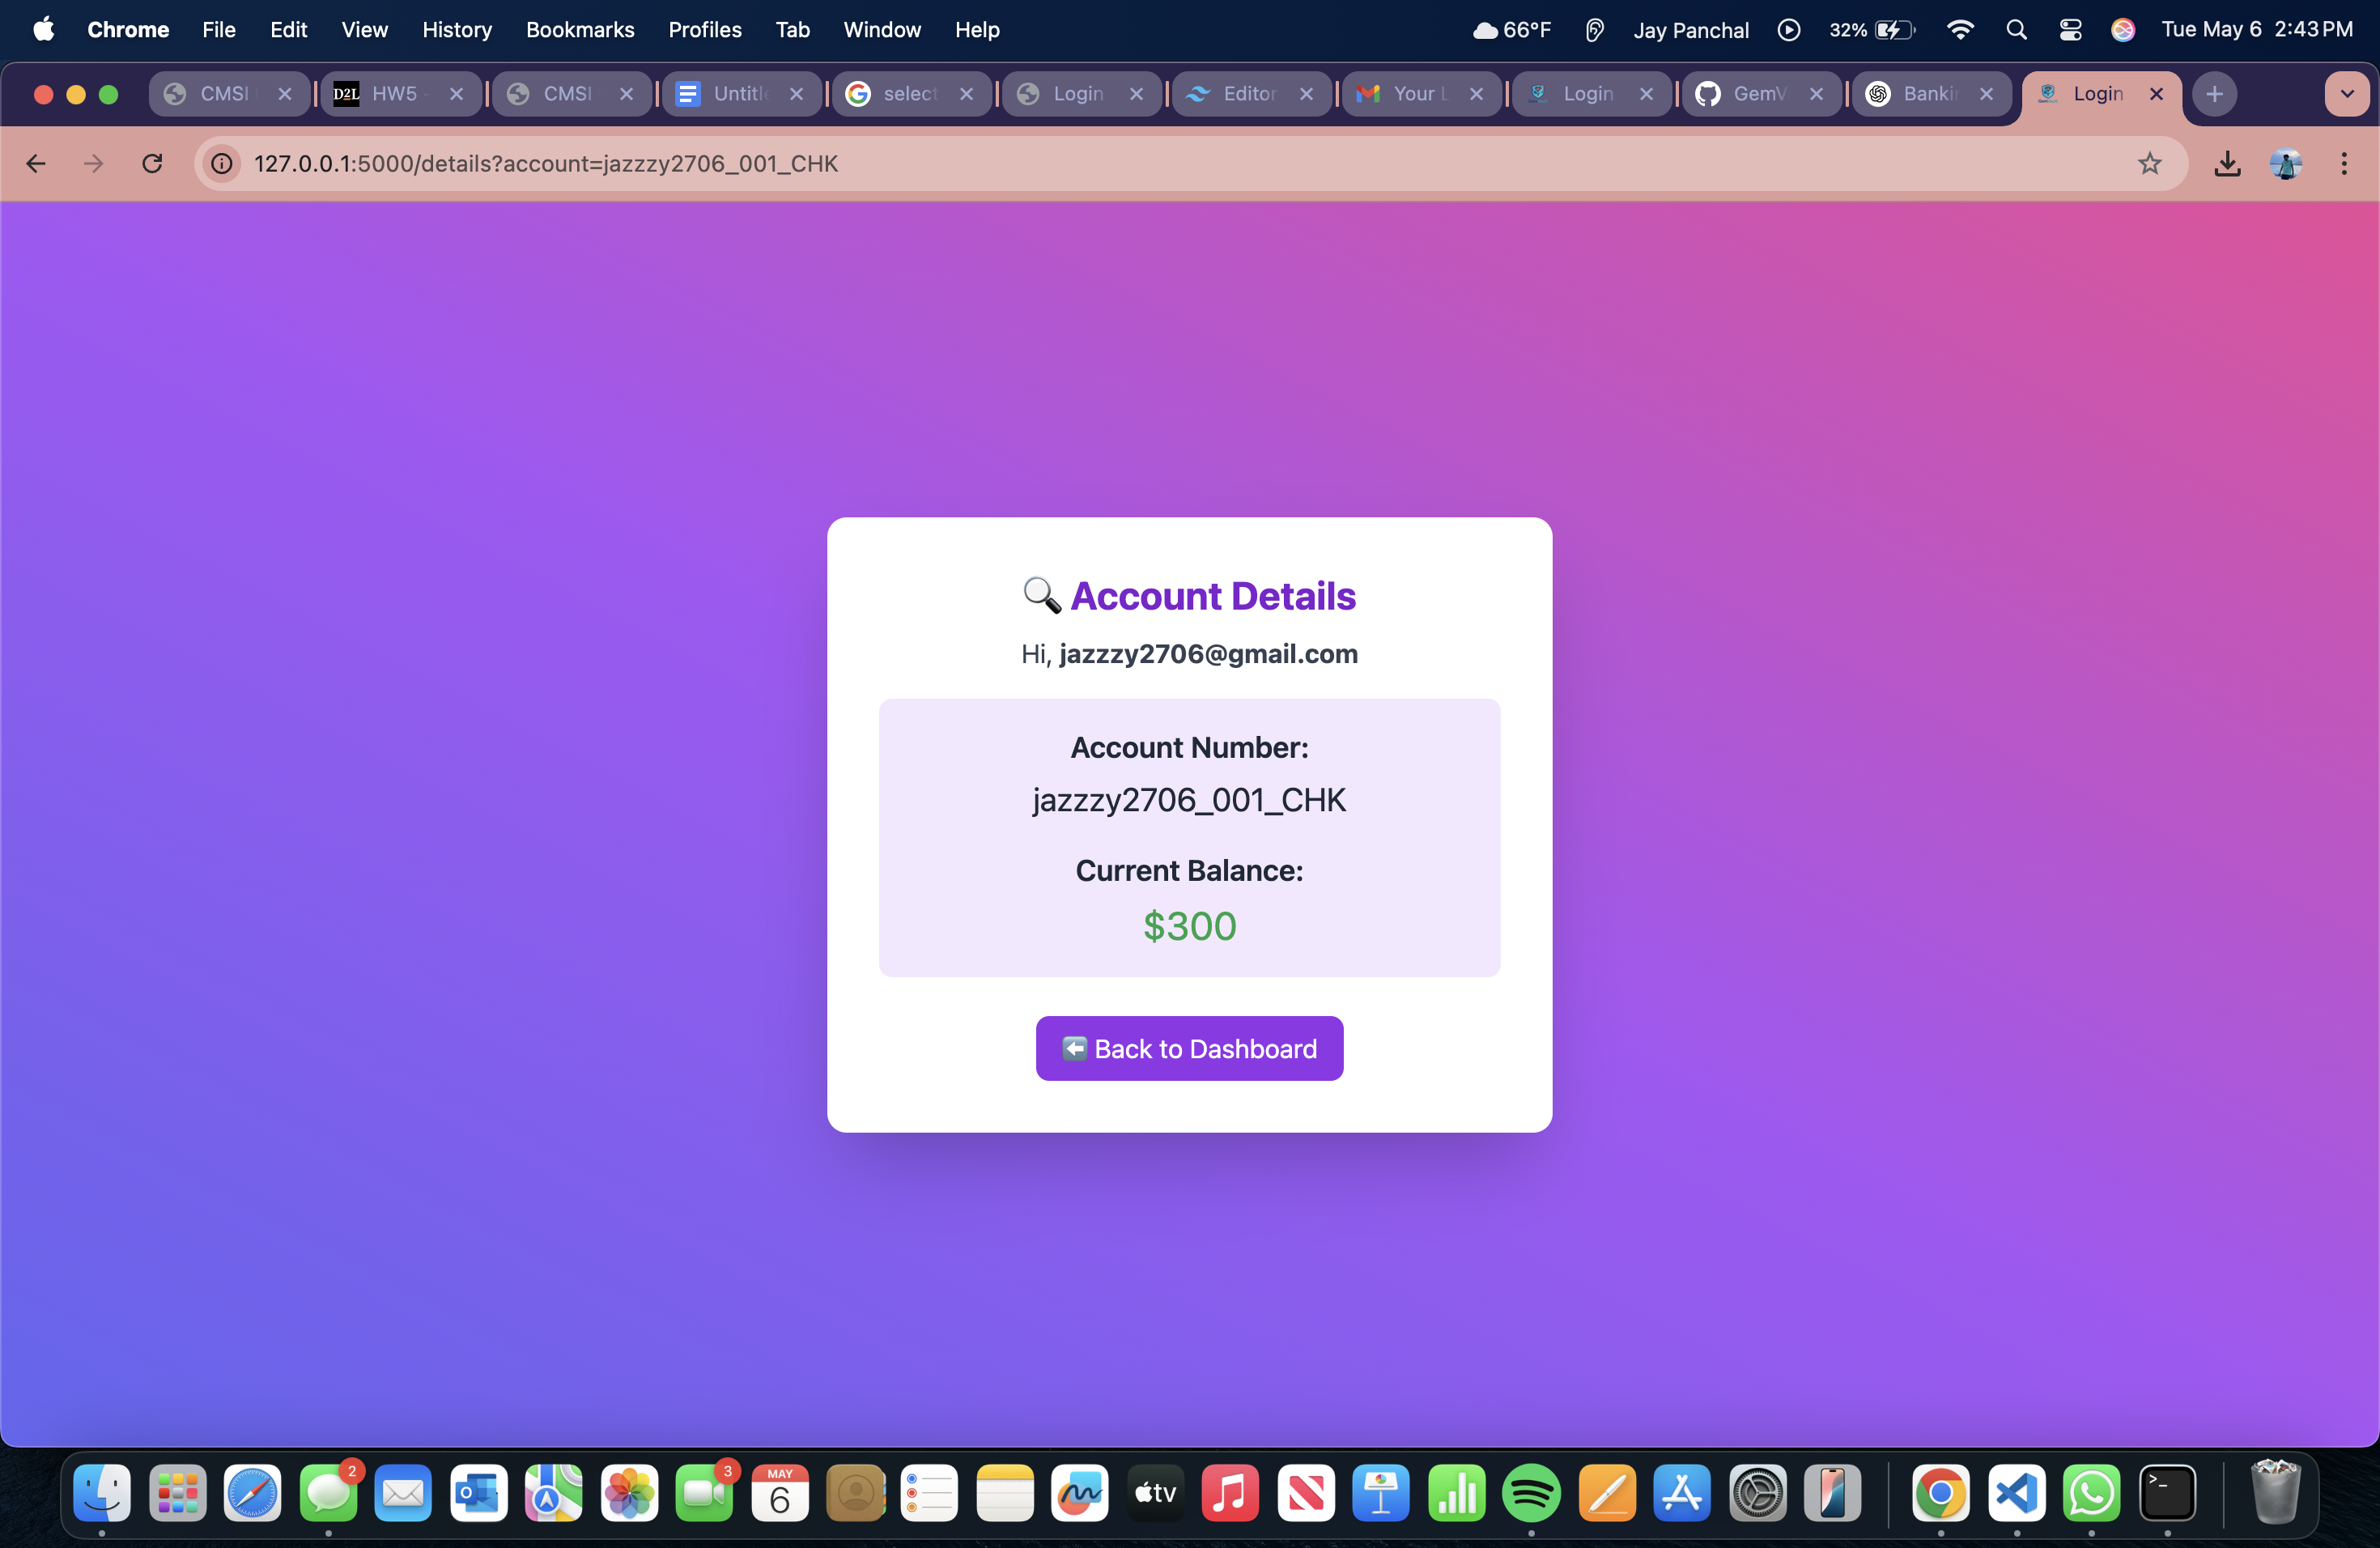 Chrome File Edit View History Bookmarks Profiles Tab Window Help 66°F Jay Panchal 32% Tue May 6 2:43 PM
CMSI D2L HW5 - CMSI Untitle select Login Editor Your L Login GemV Banki Login
127.0.0.1:5000/details?account=jazzzy2706_001_CHK
🔍 Account Details
Hi, jazzzy2706@gmail.com
Account Number:
jazzzy2706_001_CHK
Current Balance:
$300
⬅️ Back to Dashboard
2 3 MAY
6 tv